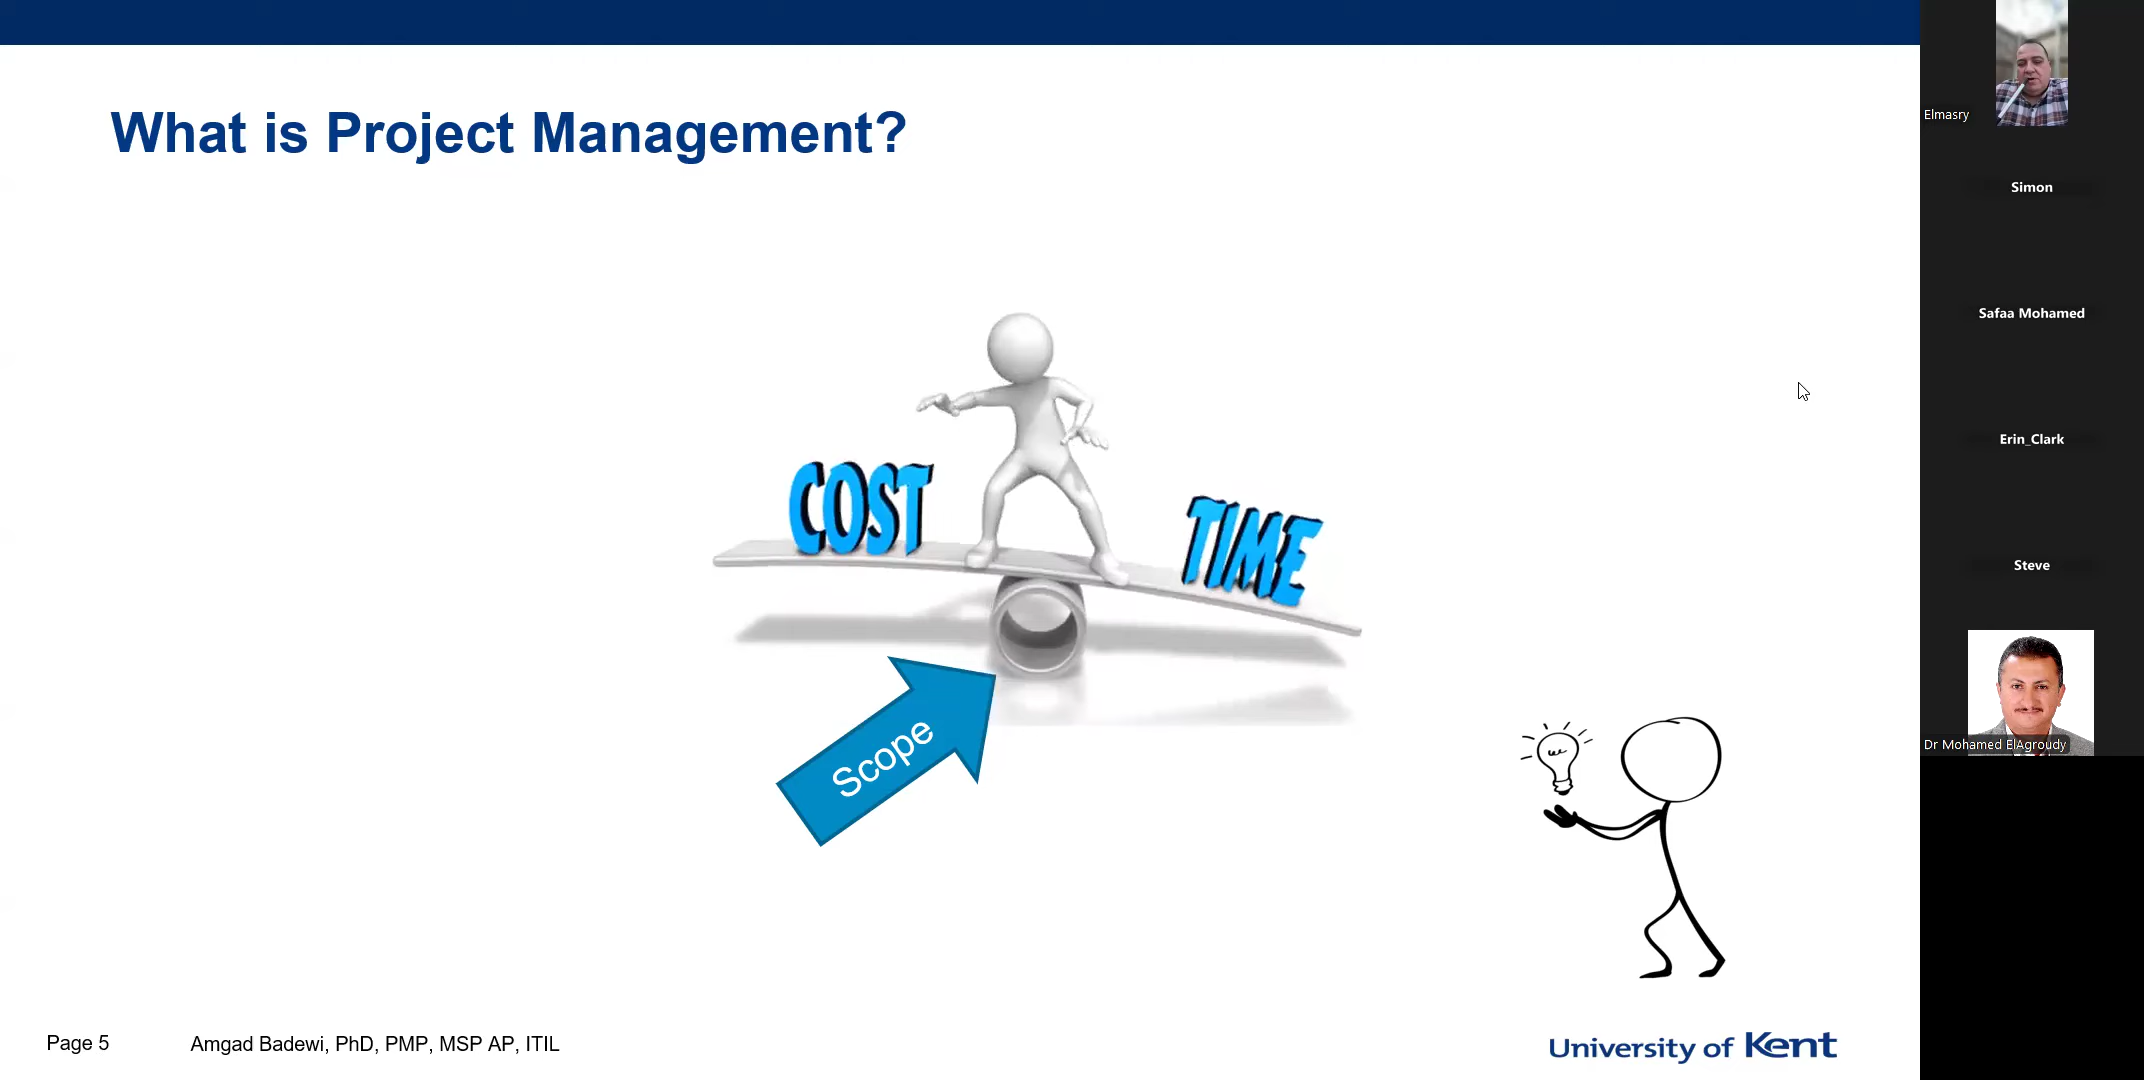 What is Project Management?
COST
TIME
Scope
Page 5
Amgad Badewi, PhD, PMP, MSP AP, ITIL
University of Kent
Elmasry
Simon
Safaa Mohamed
Erin_Clark
Steve
Dr Mohamed ElAgroudy